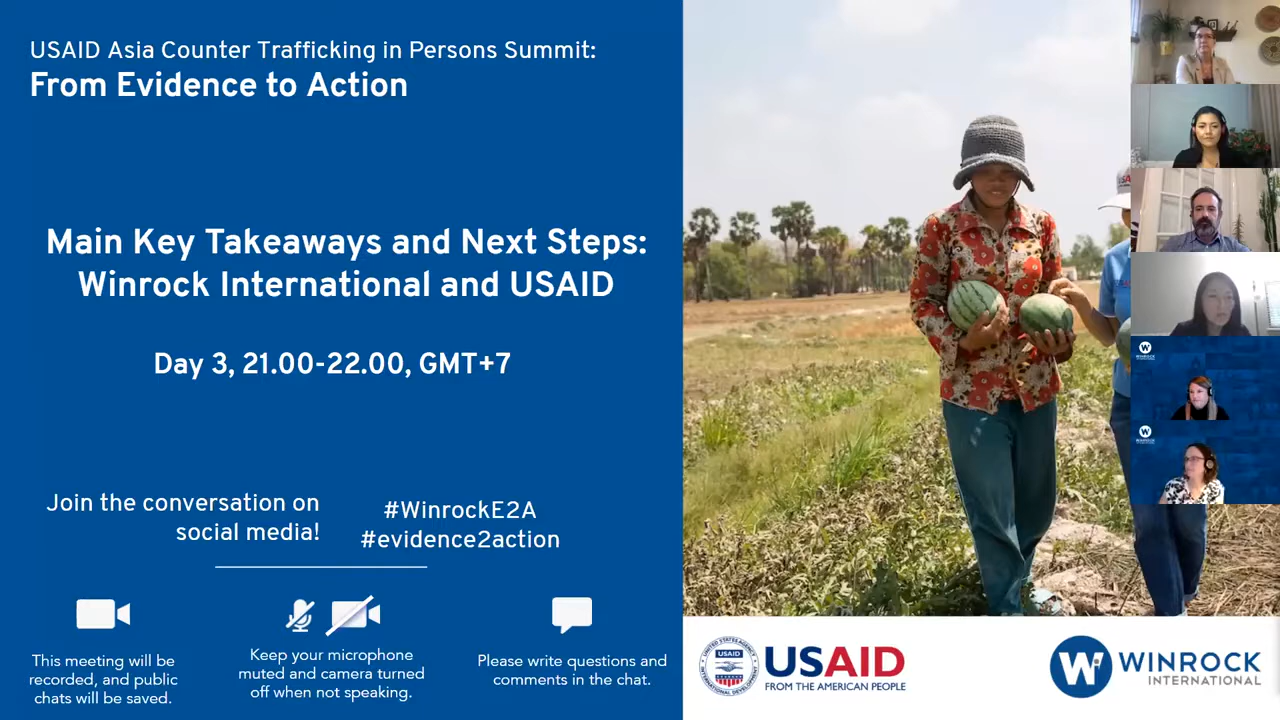 USAID Asia Counter Trafficking in Persons Summit:
From Evidence to Action
Main Key Takeaways and Next Steps:
Winrock International and USAID
Day 3, 21.00-22.00, GMT+7
Join the conversation on
social media!
#WinrockE2A
#evidence2action
This meeting will be
recorded, and public
chats will be saved.
Keep your microphone
muted and camera turned
off when not speaking.
Please write questions and
comments in the chat.
USAID
USAID
FROM THE AMERICAN PEOPLE
WINROCK
INTERNATIONAL